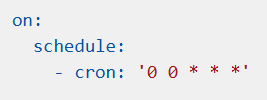 on:
  schedule:
    - cron: '0 0 * * *'